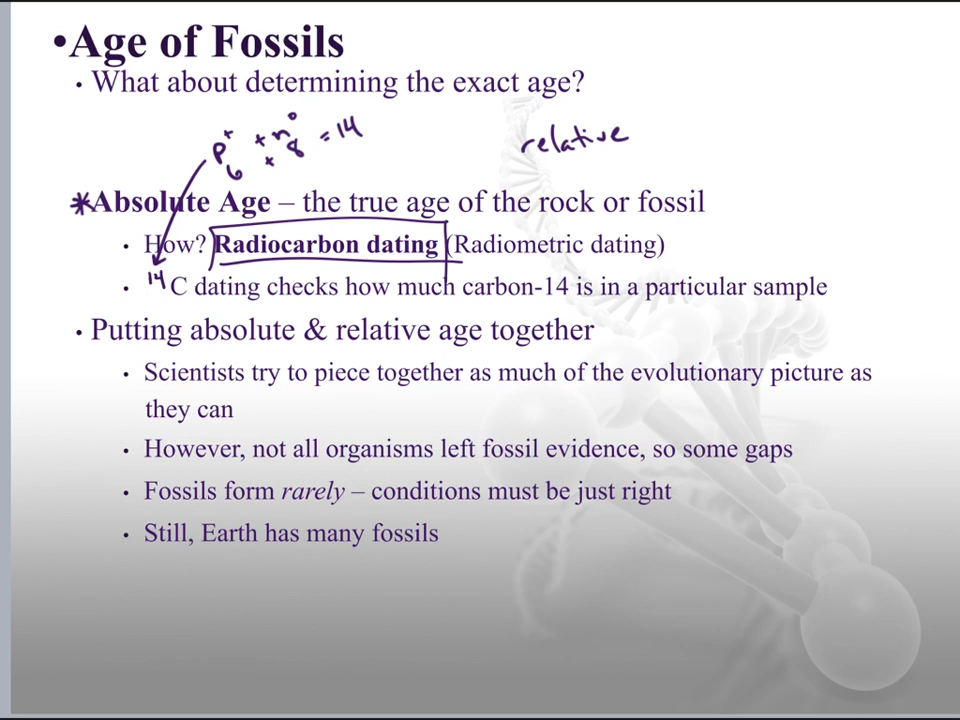 •Age of Fossils
• What about determining the exact age?
p⁺ + n⁰
6 + 8 = 14
relative
*Absolute Age – the true age of the rock or fossil
• How? Radiocarbon dating (Radiometric dating)
• ¹⁴C dating checks how much carbon-14 is in a particular sample
• Putting absolute & relative age together
• Scientists try to piece together as much of the evolutionary picture as
they can
• However, not all organisms left fossil evidence, so some gaps
• Fossils form rarely – conditions must be just right
• Still, Earth has many fossils